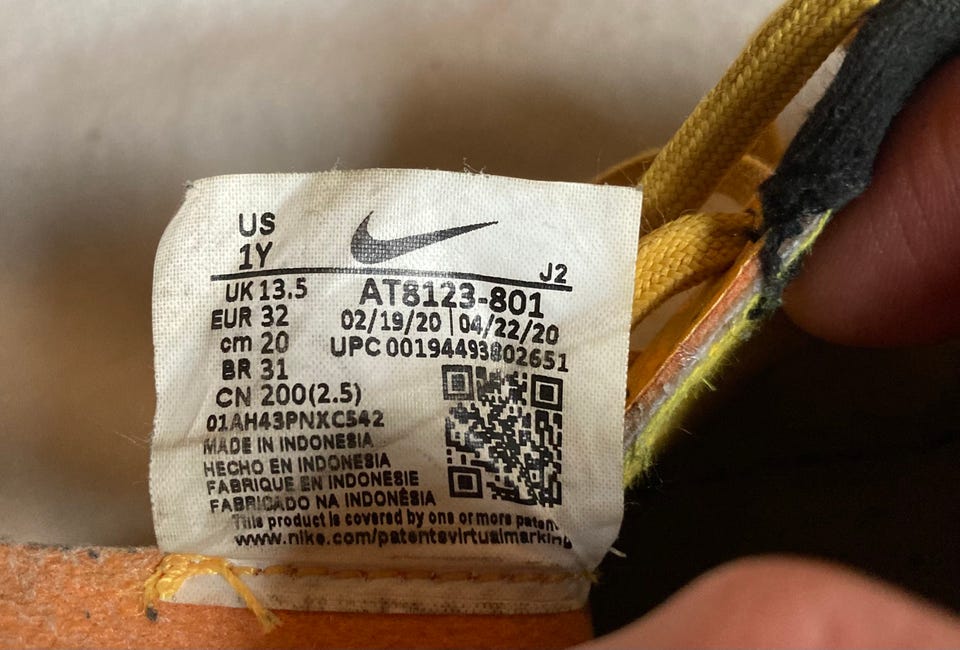 US
1Y
J2
UK 13.5
EUR 32
cm 20
BR 31
CN 200(2.5)
AT8123-801
02/19/20 | 04/22/20
UPC 00194493802651
01AH43PNXC542
MADE IN INDONESIA
HECHO EN INDONESIA
FABRIQUE EN INDONESIE
FABRICADO NA INDONÉSIA
This product is covered by one or more paten
www.nike.com/patentsvirtualmarking